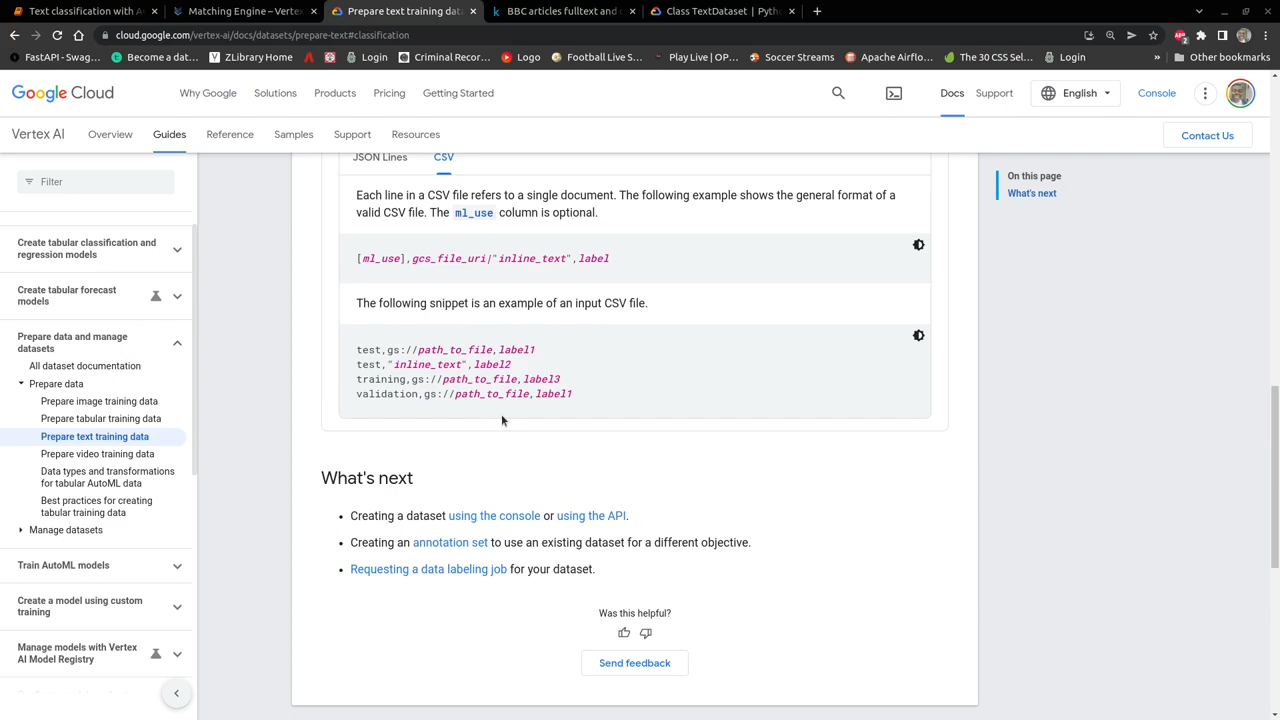 Text classification with A
Matching Engine – Vertex
Prepare text training data
BBC articles fulltext and c
Class TextDataset | Pyth
cloud.google.com/vertex-ai/docs/datasets/prepare-text#classification
FastAPI - Swag...
Become a dat...
ZLibrary Home
Login
Criminal Recor...
Logo
Football Live S...
Play Live | OP...
Soccer Streams
Apache Airflo...
The 30 CSS Sel...
Login
»
Other bookmarks
Google Cloud
Why Google
Solutions
Products
Pricing
Getting Started
Docs
Support
English
Console
Vertex AI
Overview
Guides
Reference
Samples
Support
Resources
Contact Us
Filter
Create tabular classification and
regression models
Create tabular forecast
models
Prepare data and manage
datasets
All dataset documentation
Prepare data
Prepare image training data
Prepare tabular training data
Prepare text training data
Prepare video training data
Data types and transformations
for tabular AutoML data
Best practices for creating
tabular training data
Manage datasets
Train AutoML models
Create a model using custom
training
Manage models with Vertex
AI Model Registry
JSON Lines
CSV
Each line in a CSV file refers to a single document. The following example shows the general format of a
valid CSV file. The ml_use column is optional.
[ml_use],gcs_file_uri|"inline_text",label
The following snippet is an example of an input CSV file.
test,gs://path_to_file,label1
test,"inline_text",label2
training,gs://path_to_file,label3
validation,gs://path_to_file,label1
What's next
• Creating a dataset using the console or using the API.
• Creating an annotation set to use an existing dataset for a different objective.
• Requesting a data labeling job for your dataset.
Was this helpful?
Send feedback
On this page
What's next